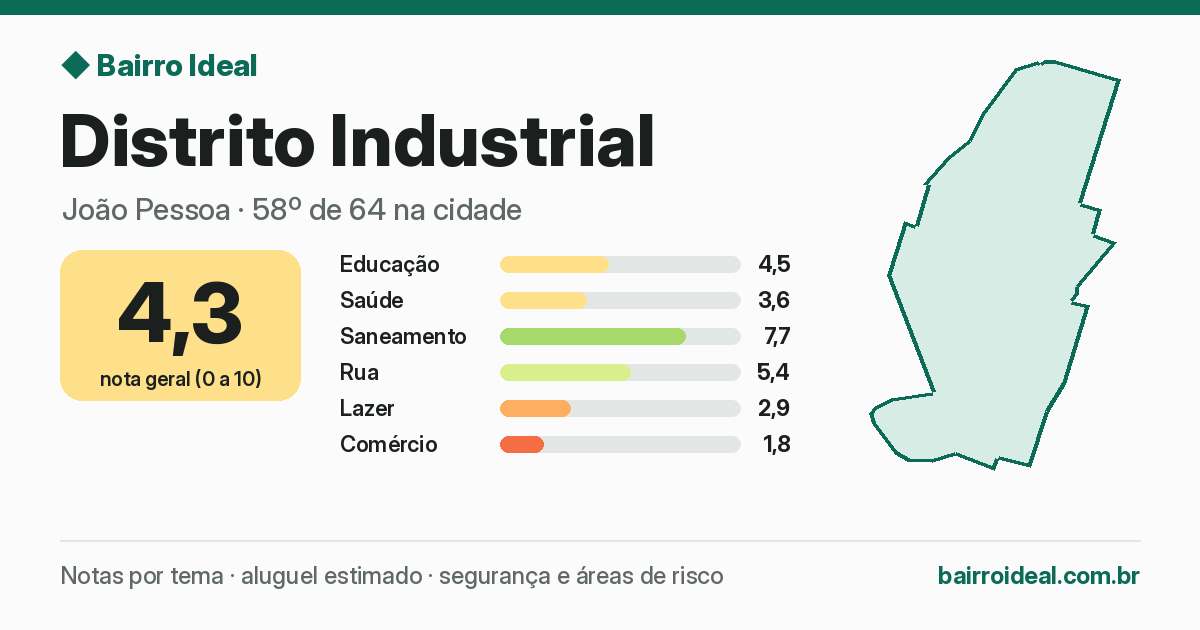 Bairro Ideal
Distrito Industrial
João Pessoa · 58º de 64 na cidade
4,3
nota geral (0 a 10)
Educação 4,5
Saúde 3,6
Saneamento 7,7
Rua 5,4
Lazer 2,9
Comércio 1,8
Notas por tema · aluguel estimado · segurança e áreas de risco
bairroideal.com.br